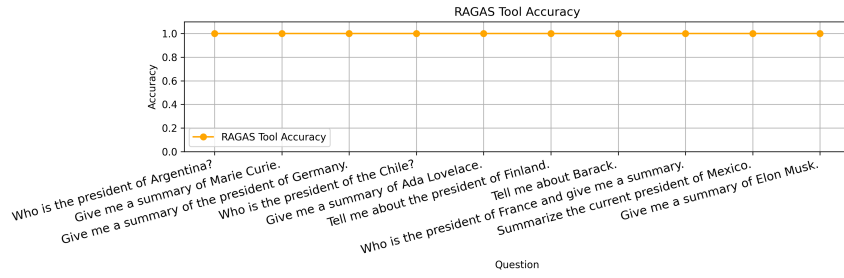 RAGAS Tool Accuracy
1.0
0.8
0.6
0.4
0.2
0.0
Accuracy
RAGAS Tool Accuracy
Who is the president of Argentina?
Give me a summary of Marie Curie.
Give me a summary of the president of Germany.
Who is the president of the Chile?
Give me a summary of Ada Lovelace.
Tell me about the president of Finland.
Tell me about Barack.
Who is the president of France and give me a summary.
Summarize the current president of Mexico.
Give me a summary of Elon Musk.
Question